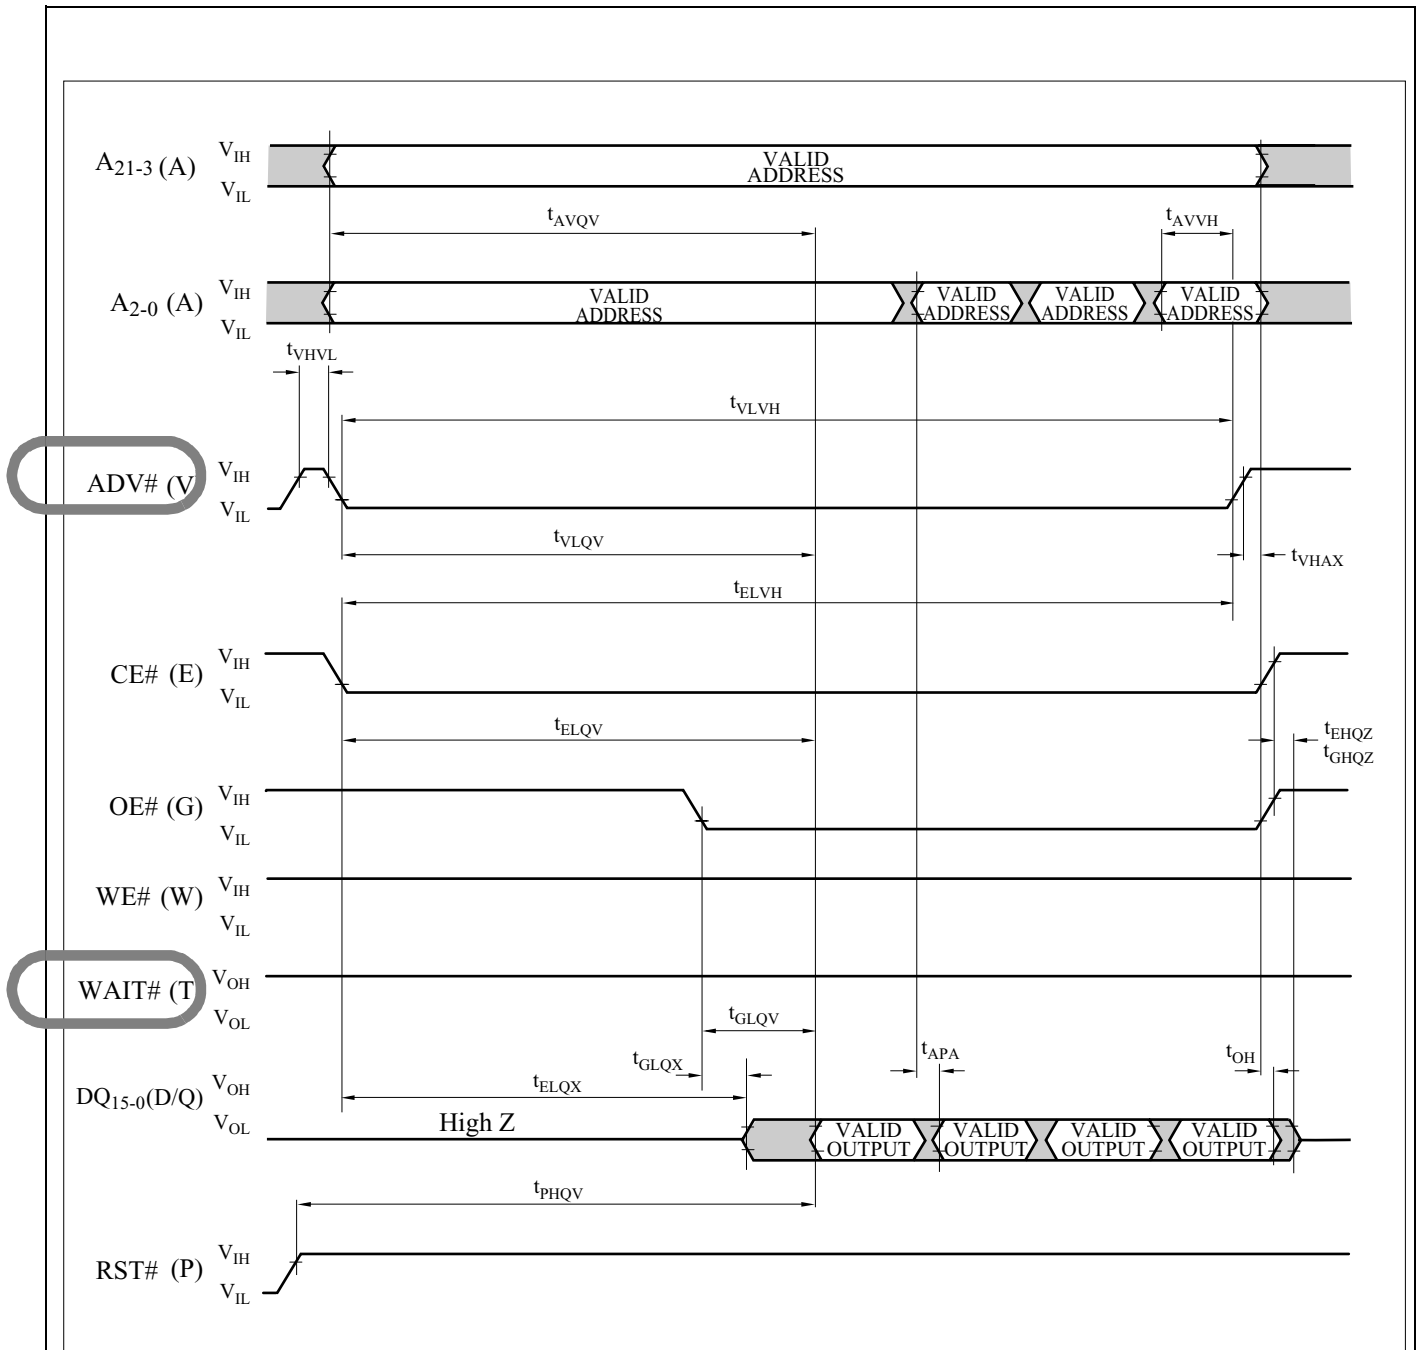 A21-3 (A) VIH VALID
VIL ADDRESS
tAVQV tAVVH
A2-0 (A) VIH VALID VALID VALID VALID
VIL ADDRESS ADDRESS ADDRESS ADDRESS
tVHVL
tVLVH
ADV# (V VIH
VIL
tVLQV tVHAX
tELVH
CE# (E) VIH
VIL
tELQV tEHQZ
tGHQZ
OE# (G) VIH
VIL
WE# (W) VIH
VIL
WAIT# (T VOH
VOL
tGLQV
tGLQX tAPA tOH
DQ15-0(D/Q) VOH
tELQX
VOL High Z VALID VALID VALID VALID
OUTPUT OUTPUT OUTPUT OUTPUT
tPHQV
RST# (P) VIH
VIL